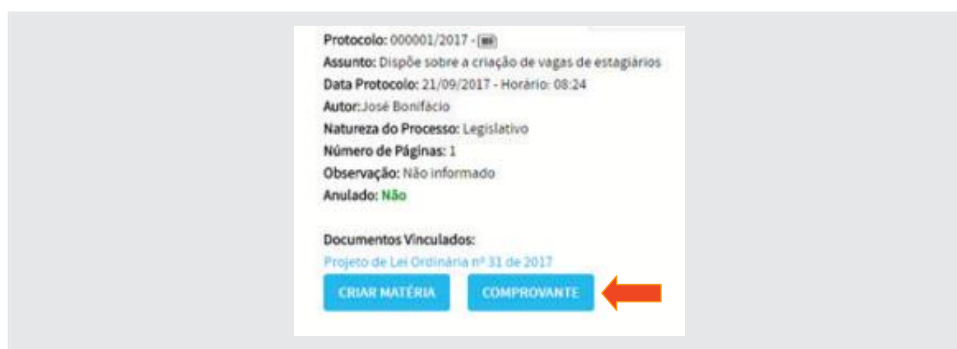 Protocolo: 000001/2017 -
Assunto: Dispõe sobre a criação de vagas de estagiários
Data Protocolo: 21/09/2017 - Horário: 08:24
Autor:José Bonifácio
Natureza do Processo: Legislativo
Número de Páginas: 1
Observação: Não informado
Anulado: Não
Documentos Vinculados:
Projeto de Lei Ordinária nº 31 de 2017
CRIAR MATÉRIA COMPROVANTE